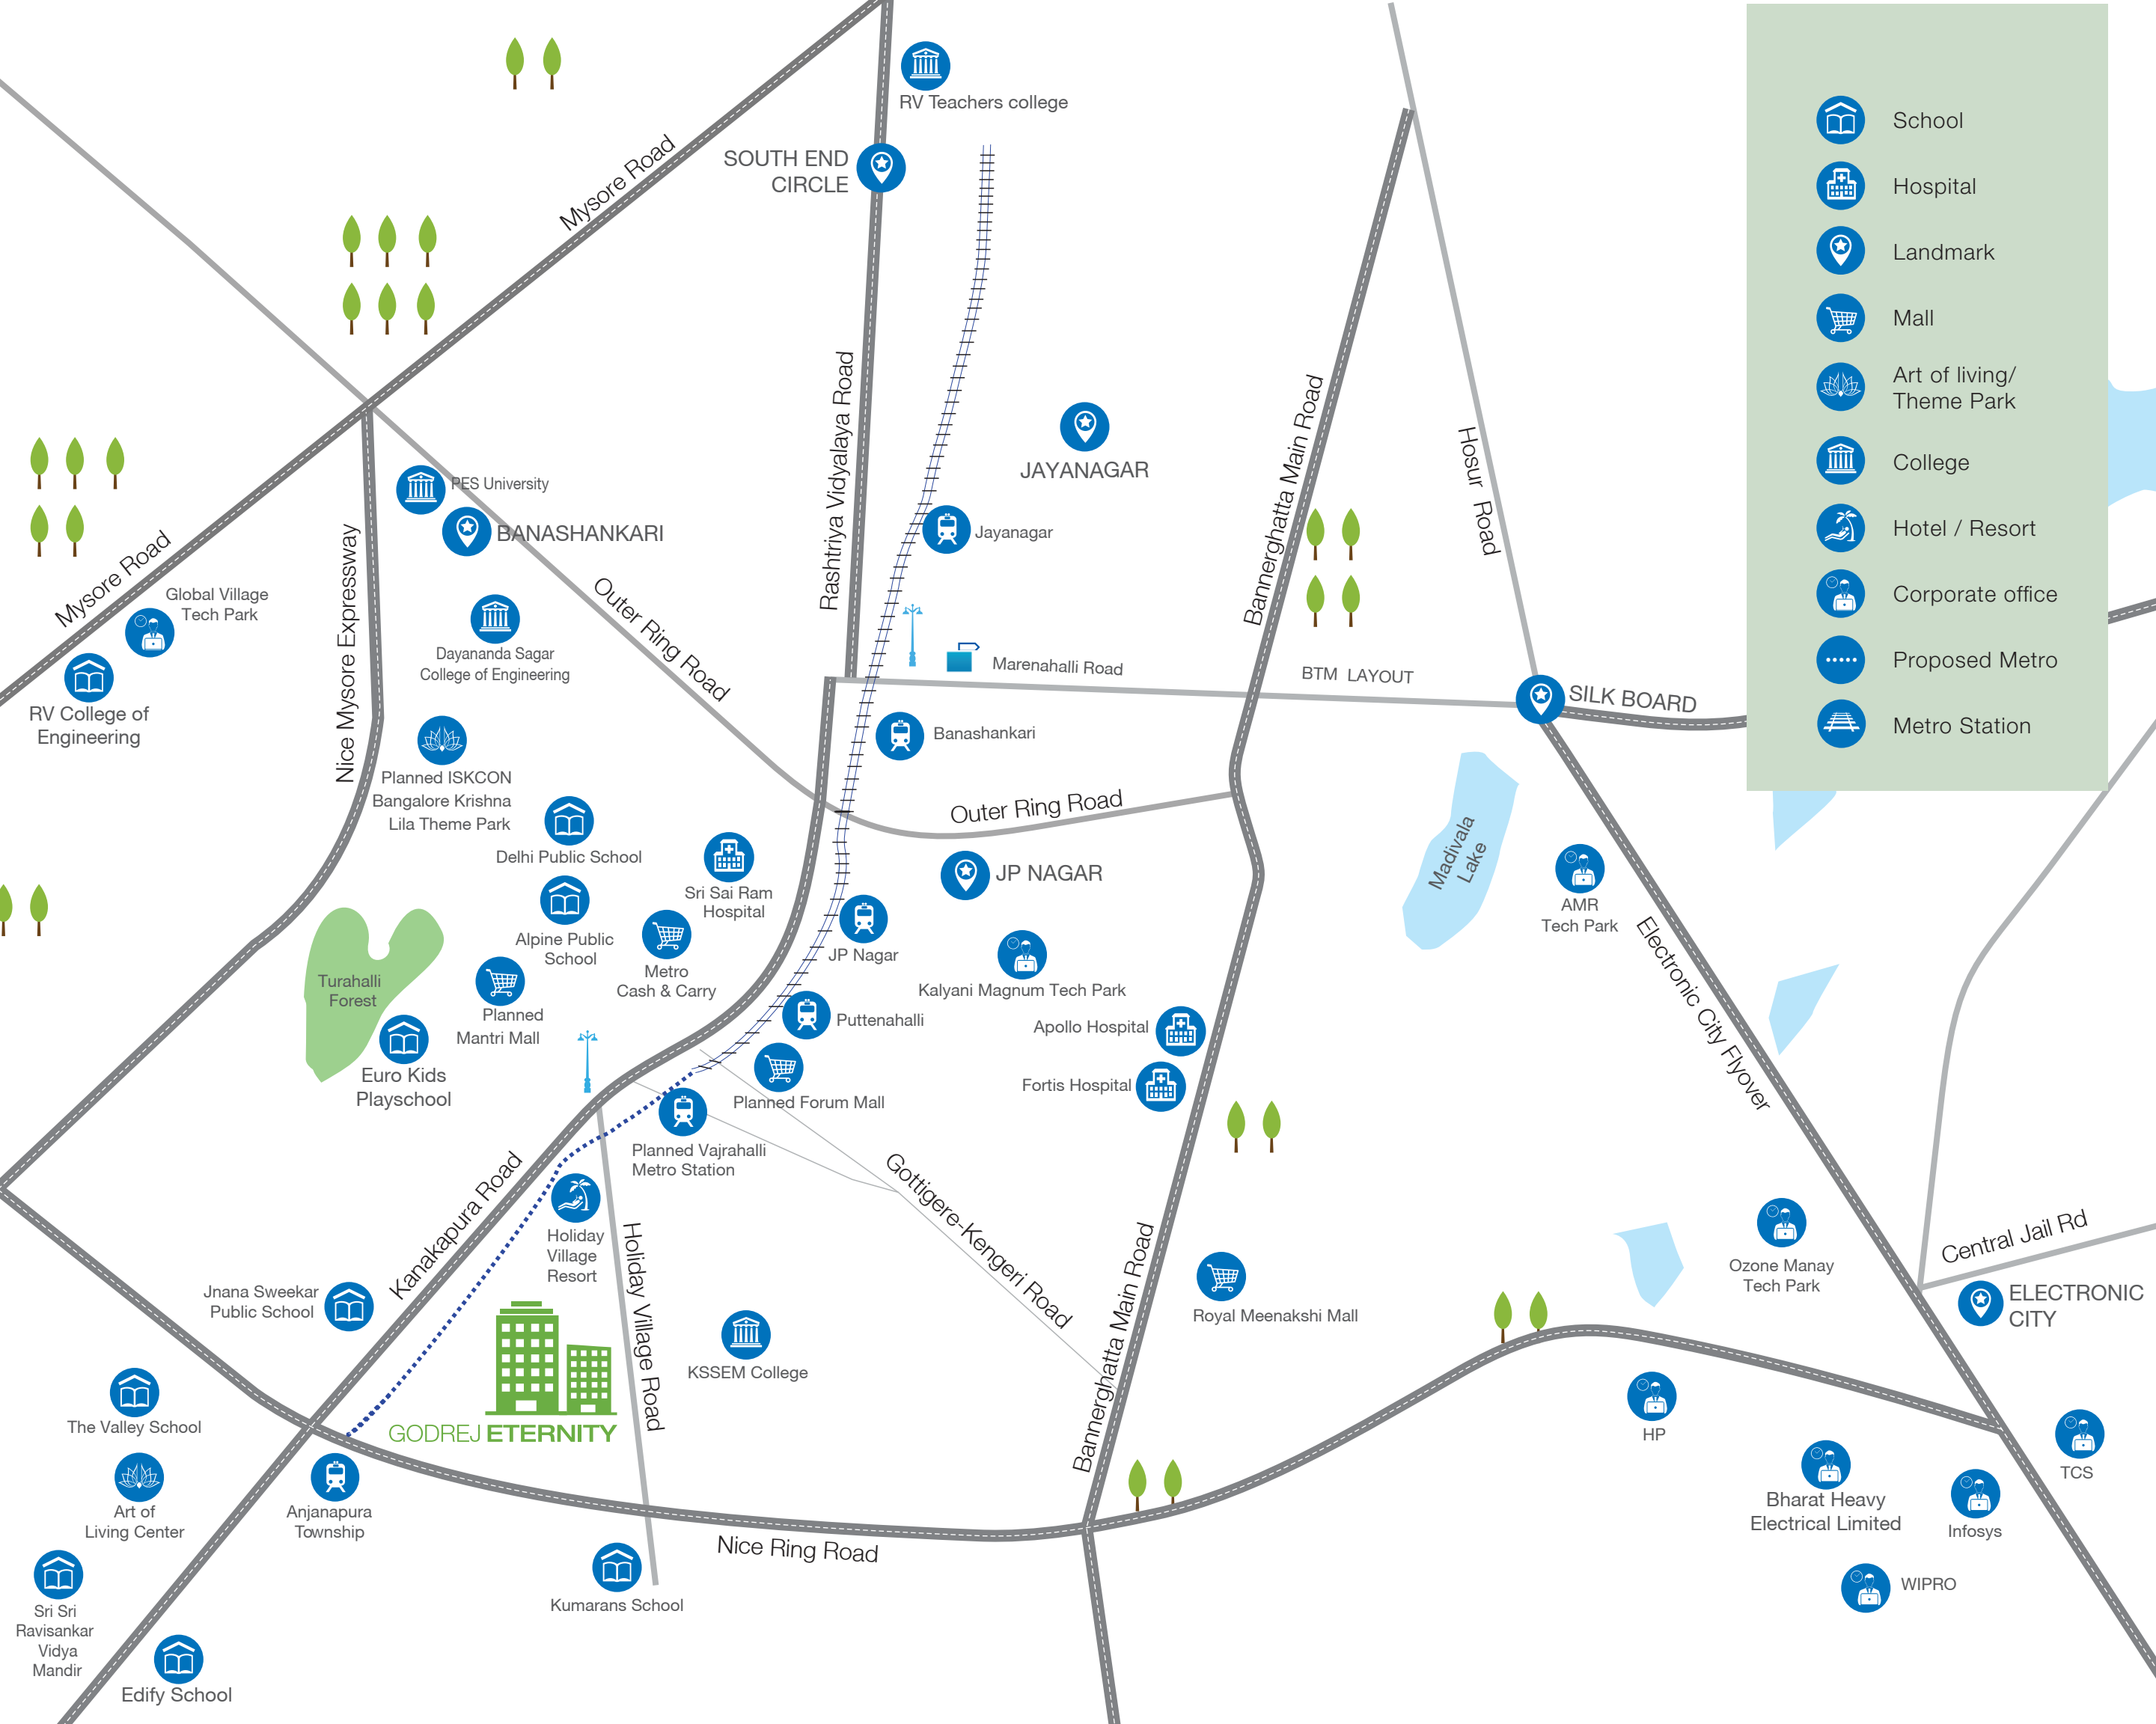 RV Teachers college
SOUTH END
CIRCLE
Mysore Road
School
Hospital
Landmark
Mall
Art of living/
Theme Park
College
Hotel / Resort
Corporate office
Proposed Metro
Metro Station
Rashtriya Vidyalaya Road
JAYANAGAR
Jayanagar
Bannerghatta Main Road
Hosur Road
PES University
BANASHANKARI
Mysore Road
Global Village
Tech Park
RV College of
Engineering
Nice Mysore Expressway
Dayananda Sagar
College of Engineering
Outer Ring Road
Marenahalli Road
BTM LAYOUT
SILK BOARD
Banashankari
Planned ISKCON
Bangalore Krishna
Lila Theme Park
Outer Ring Road
Delhi Public School
Sri Sai Ram
Hospital
JP NAGAR
Madivala
Lake
AMR
Tech Park
Alpine Public
School
Metro
Cash & Carry
JP Nagar
Kalyani Magnum Tech Park
Turahalli
Forest
Planned
Mantri Mall
Puttenahalli
Apollo Hospital
Electronic City Flyover
Euro Kids
Playschool
Planned Forum Mall
Fortis Hospital
Planned Vajrahalli
Metro Station
Kanakapura Road
Holiday
Village
Resort
Holiday Village Road
Gottigere-Kengeri Road
Bannerghatta Main Road
Ozone Manay
Tech Park
Central Jail Rd
ELECTRONIC
CITY
Jnana Sweekar
Public School
KSSEM College
Royal Meenakshi Mall
The Valley School
GODREJ ETERNITY
HP
TCS
Art of
Living Center
Anjanapura
Township
Bharat Heavy
Electrical Limited
Infosys
Nice Ring Road
WIPRO
Kumarans School
Sri Sri
Ravisankar
Vidya
Mandir
Edify School